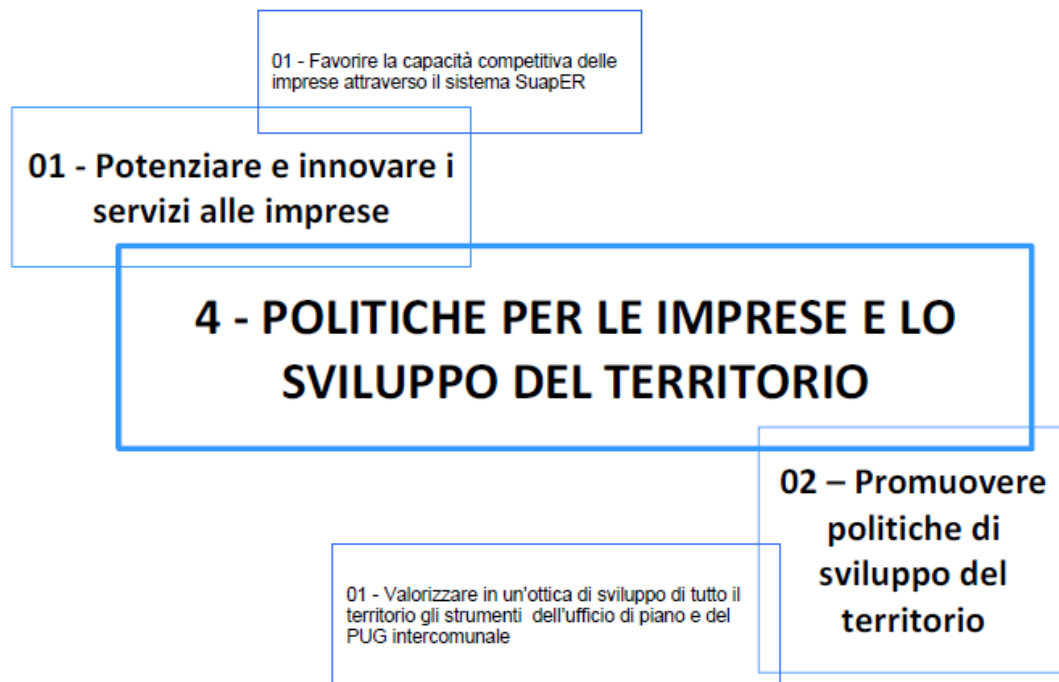 01 - Favorire la capacità competitiva delle
imprese attraverso il sistema SuapER
01 - Potenziare e innovare i
servizi alle imprese
4 - POLITICHE PER LE IMPRESE E LO
SVILUPPO DEL TERRITORIO
02 – Promuovere
politiche di
sviluppo del
territorio
01 - Valorizzare in un'ottica di sviluppo di tutto il
territorio gli strumenti  dell'ufficio di piano e del
PUG intercomunale